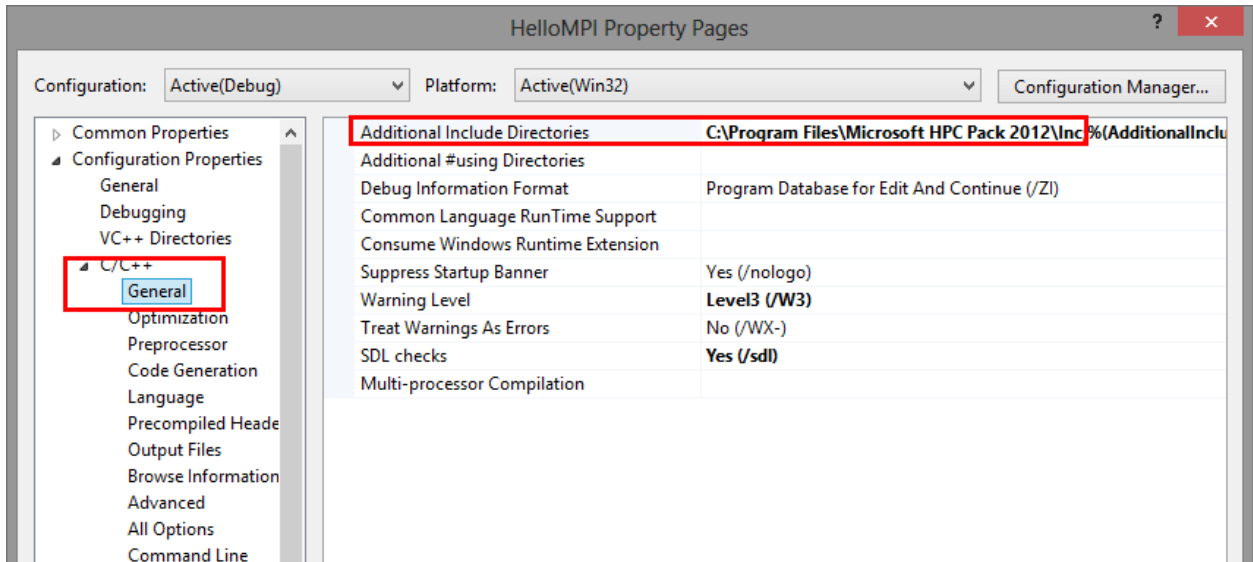 HelloMPI Property Pages
? ×
Configuration: Active(Debug) Platform: Active(Win32) Configuration Manager...
Common Properties
Configuration Properties
General
Debugging
VC++ Directories
C/C++
General
Optimization
Preprocessor
Code Generation
Language
Precompiled Heade
Output Files
Browse Information
Advanced
All Options
Command Line
Additional Include Directories C:\Program Files\Microsoft HPC Pack 2012\Inc;%(AdditionalInclu
Additional #using Directories
Debug Information Format Program Database for Edit And Continue (/ZI)
Common Language RunTime Support
Consume Windows Runtime Extension
Suppress Startup Banner Yes (/nologo)
Warning Level Level3 (/W3)
Treat Warnings As Errors No (/WX-)
SDL checks Yes (/sdl)
Multi-processor Compilation